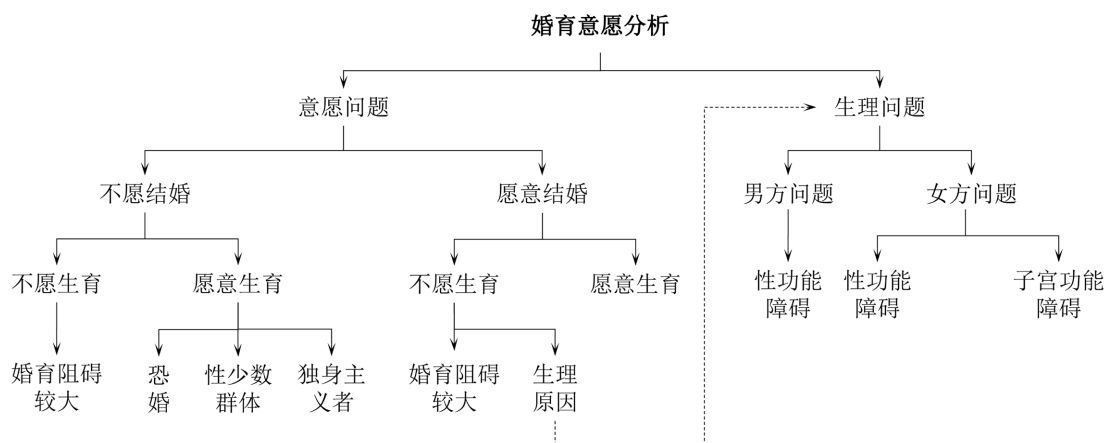 婚育意愿分析
意愿问题
生理问题
不愿结婚
愿意结婚
男方问题
女方问题
不愿生育
愿意生育
不愿生育
愿意生育
性功能
障碍
性功能
障碍
子宫功能
障碍
婚育阻碍
较大
恐
婚
性少数
群体
独身主
义者
婚育阻碍
较大
生理
原因